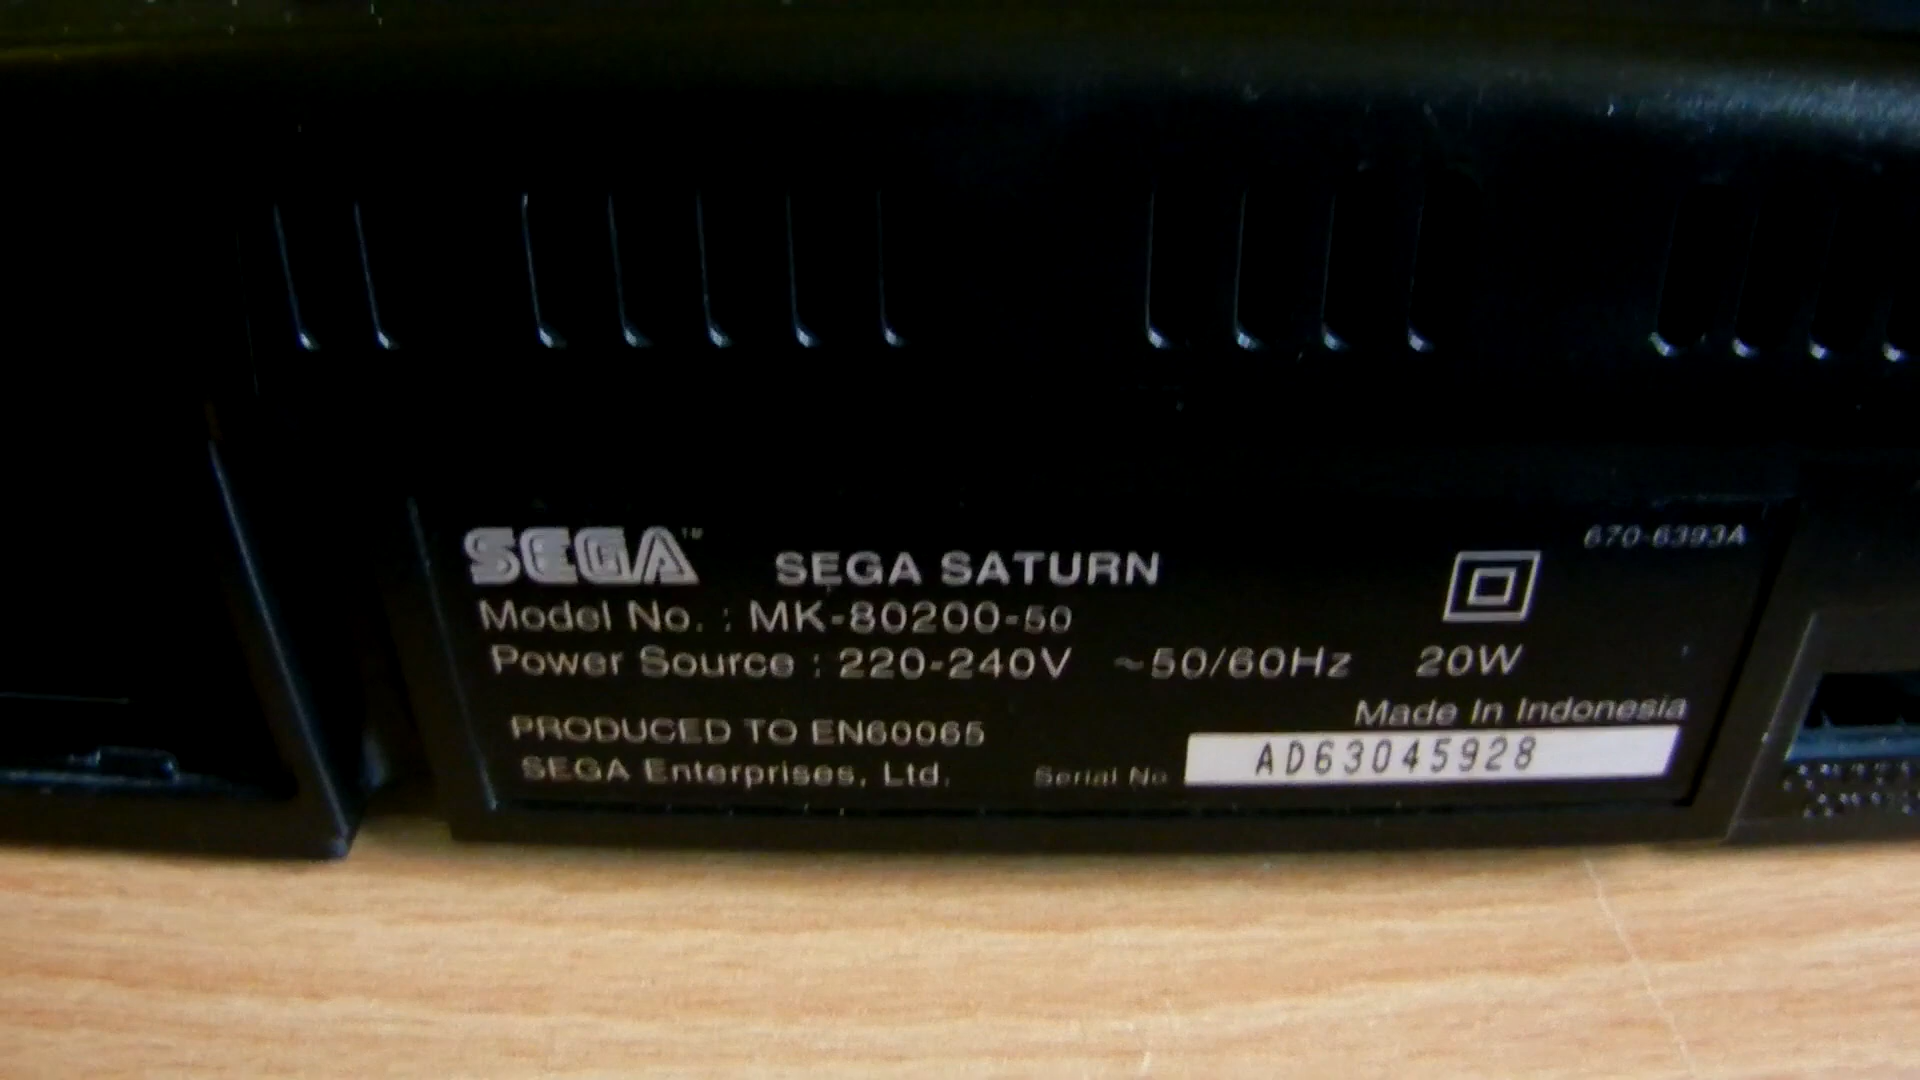 670-6393A
SEGA™ SEGA SATURN
Model No. : MK-80200-50
Power Source : 220-240V ~50/60Hz 20W
Made In Indonesia
PRODUCED TO EN60065
SEGA Enterprises, Ltd. Serial No AD63045928